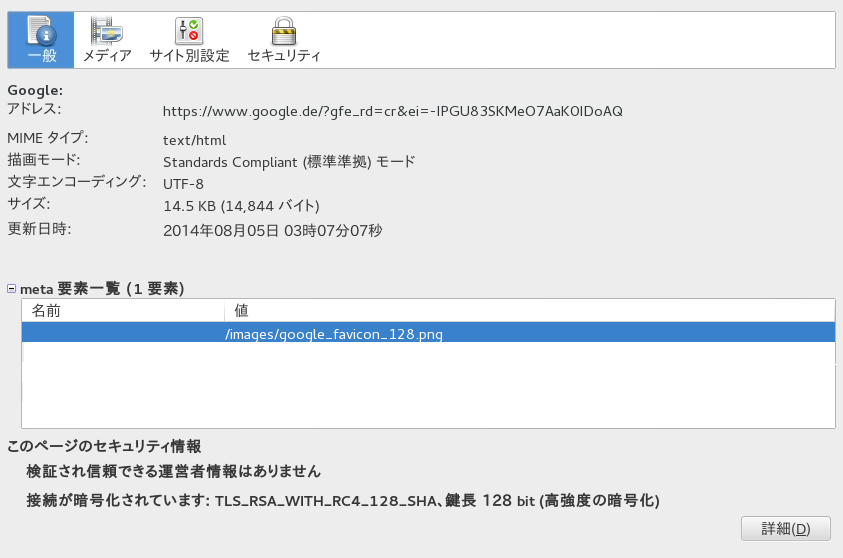 一般 メディア サイト別設定 セキュリティ
Google:
アドレス: https://www.google.de/?gfe_rd=cr&ei=-IPGU83SKMeO7AaK0IDoAQ
MIME タイプ: text/html
描画モード: Standards Compliant (標準準拠) モード
文字エンコーディング: UTF-8
サイズ: 14.5 KB (14,844 バイト)
更新日時: 2014年08月05日 03時07分07秒
meta 要素一覧 (1 要素)
名前 値
/images/google_favicon_128.png
このページのセキュリティ情報
検証され信頼できる運営者情報はありません
接続が暗号化されています: TLS_RSA_WITH_RC4_128_SHA、鍵長 128 bit (高強度の暗号化)
詳細(D)